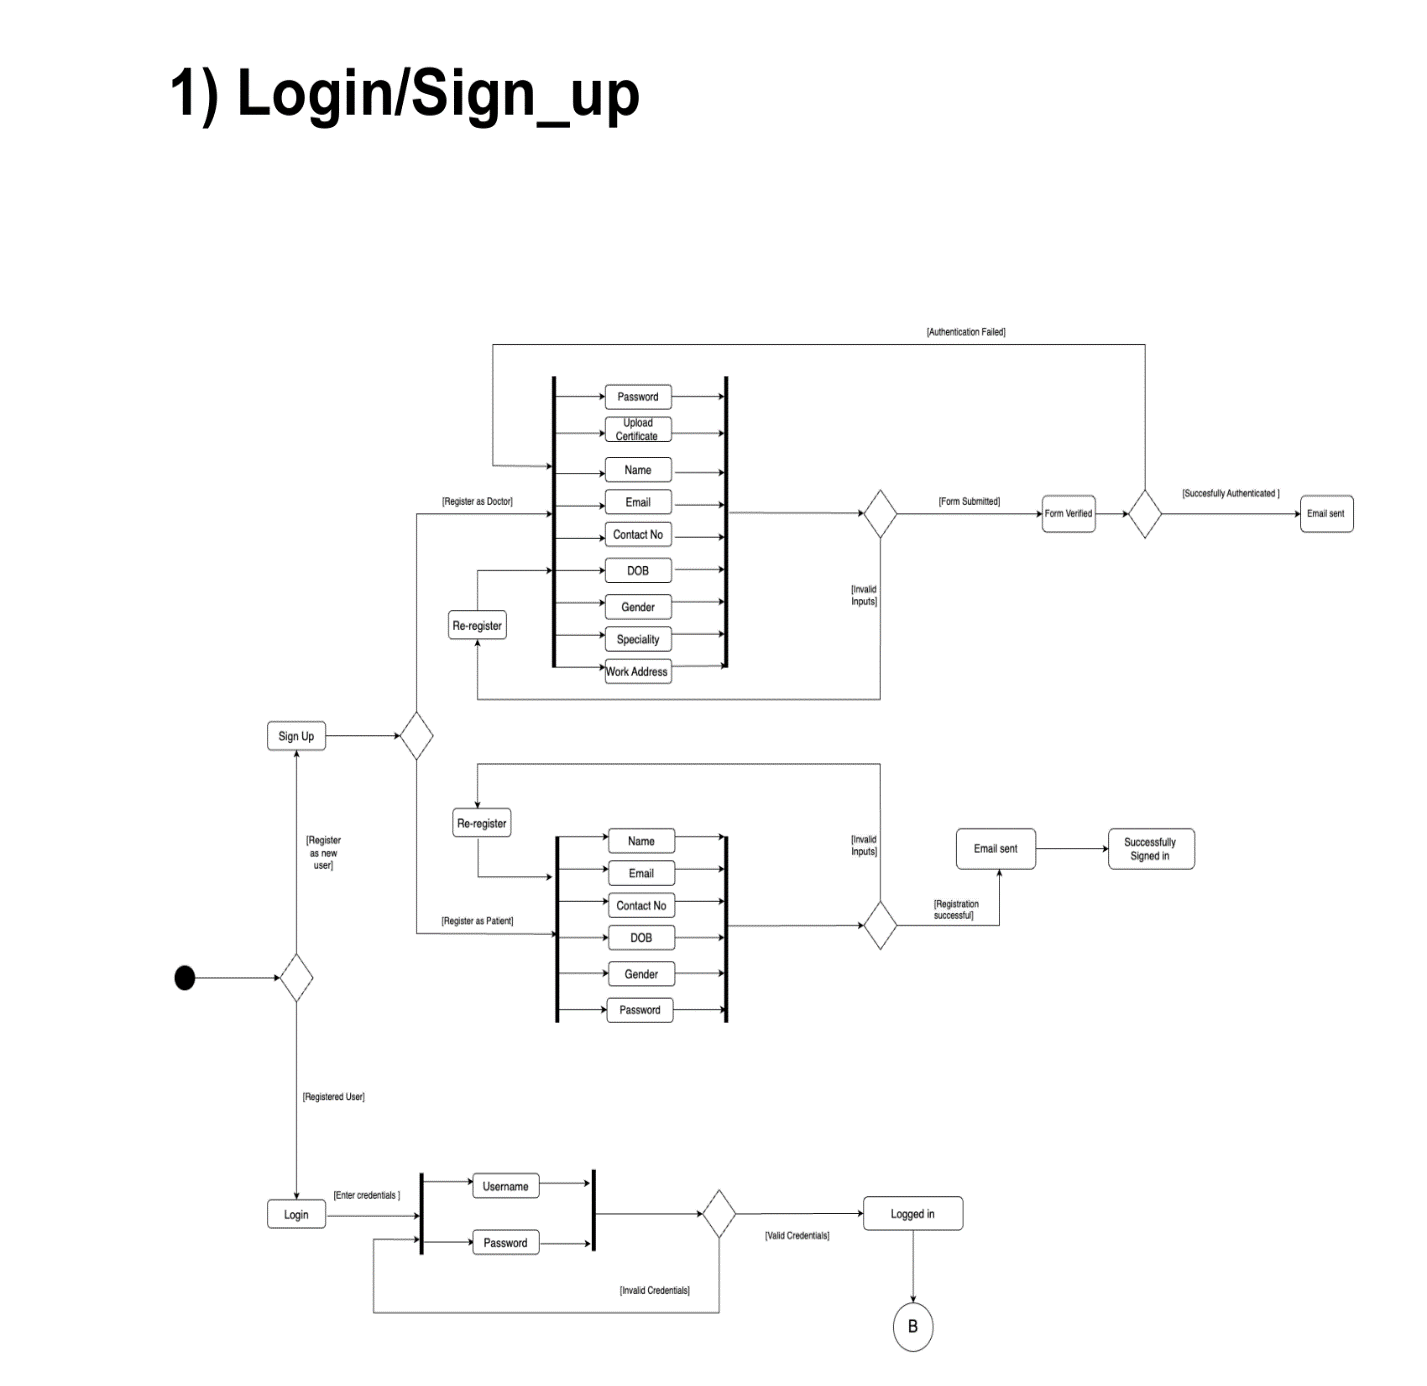 1) Login/Sign_up
[Authentication Failed]
Password
Upload
Certificate
Name
Email
Contact No
DOB
Gender
Speciality
Work Address
[Register as Doctor]
Re-register
[Form Submitted]
Form Verified
[Succesfully Authenticated ]
Email sent
[Invalid
Inputs]
Sign Up
Re-register
[Register
as new
user]
[Register as Patient]
Name
Email
Contact No
DOB
Gender
Password
[Invalid
Inputs]
[Registration
successful]
Email sent
Successfully
Signed in
[Registered User]
Login
[Enter credentials ]
Username
Password
[Invalid Credentials]
[Valid Credentials]
Logged in
B